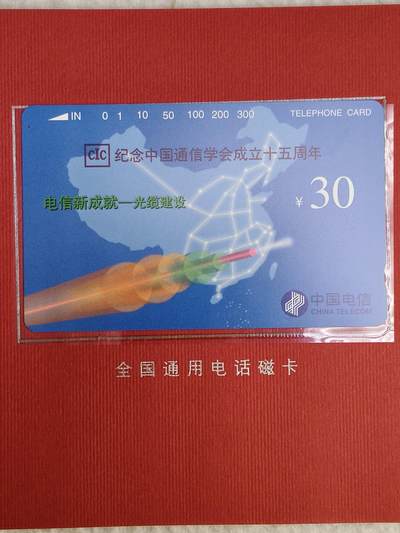 IN 0 1 10 50 100 200 300 TELEPHONE CARD
CIC 纪念中国通信学会成立十五周年
电信新成就—光缆建设
¥ 30
中国电信
CHINA TELECOM
全国通用电话磁卡